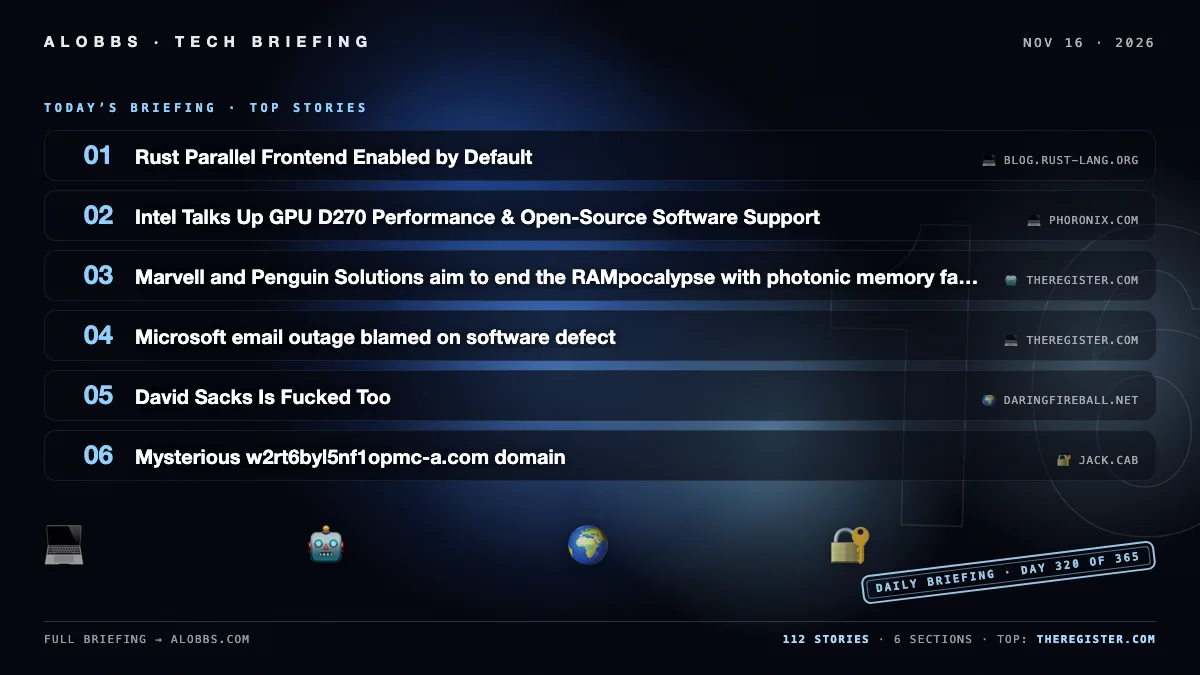 ALOBBS · TECH BRIEFING
NOV 16 · 2026
TODAY'S BRIEFING · TOP STORIES
01 Rust Parallel Frontend Enabled by Default BLOG.RUST-LANG.ORG
02 Intel Talks Up GPU D270 Performance & Open-Source Software Support PHORONIX.COM
03 Marvell and Penguin Solutions aim to end the RAMpocalypse with photonic memory fa... THEREGISTER.COM
04 Microsoft email outage blamed on software defect THEREGISTER.COM
05 David Sacks Is Fucked Too DARINGFIREBALL.NET
06 Mysterious w2rt6byl5nf1opmc-a.com domain JACK.CAB
16
DAILY BRIEFING · DAY 320 OF 365
FULL BRIEFING → ALOBBS.COM
112 STORIES · 6 SECTIONS · TOP: THEREGISTER.COM